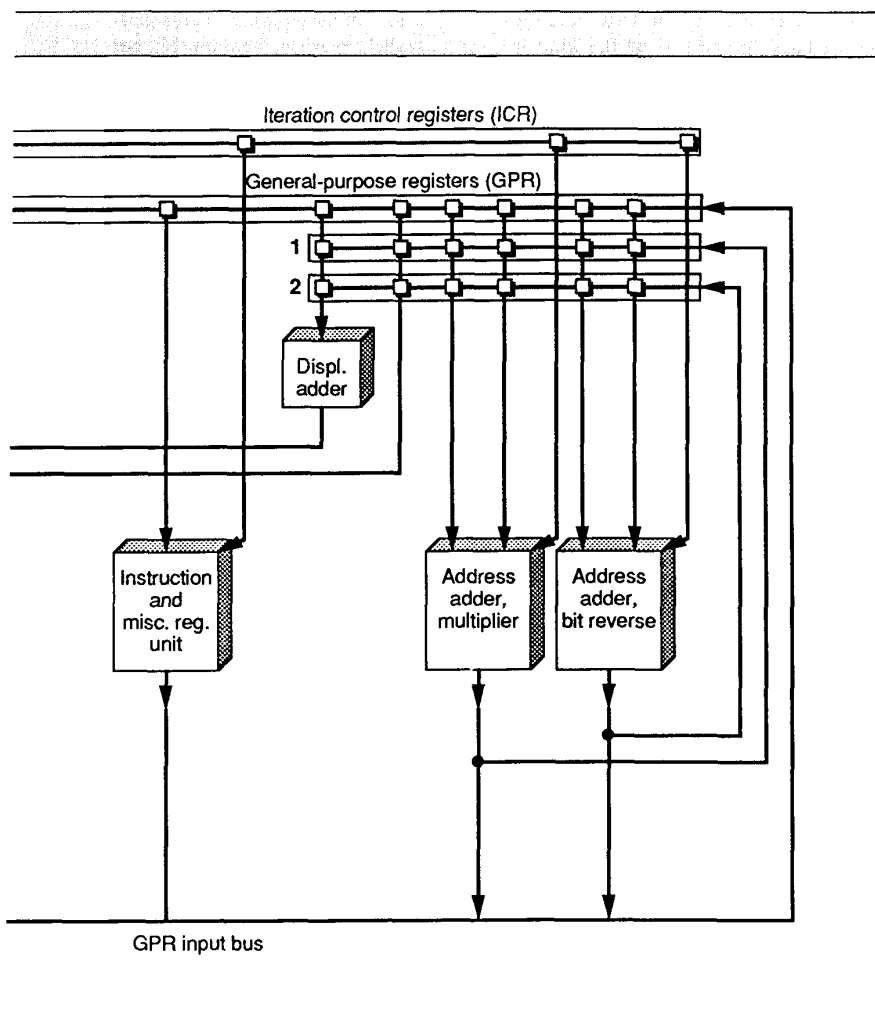 Iteration control registers (ICR)
General-purpose registers (GPR)
1
2
Displ.
adder
Instruction
and
misc. reg.
unit
Address
adder,
multiplier
Address
adder,
bit reverse
GPR input bus